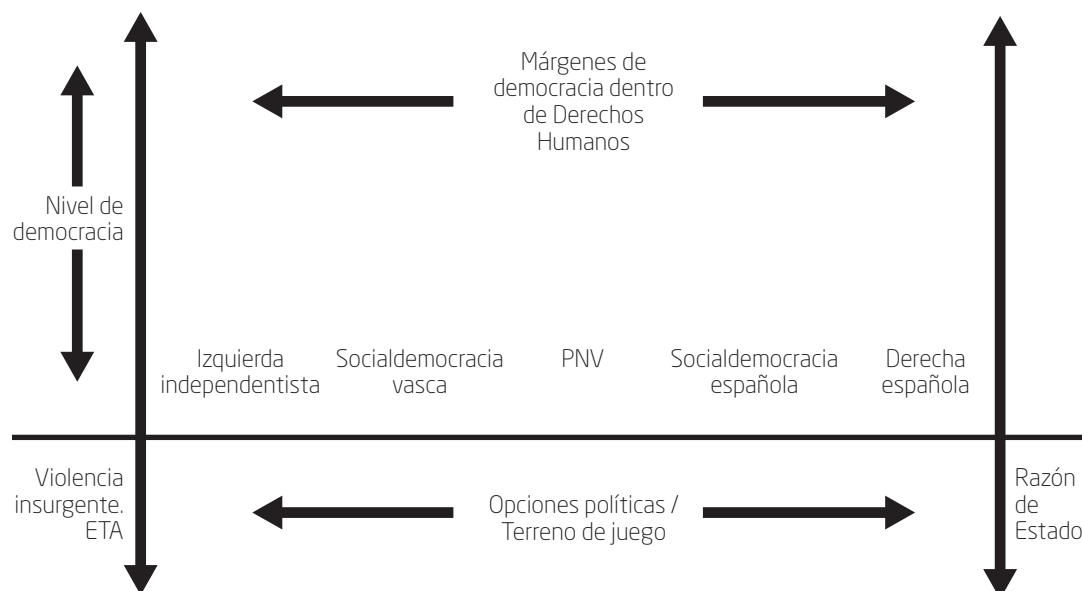 Márgenes de
democracia dentro
de Derechos
Humanos
Nivel de
democracia
Izquierda
independentista
Socialdemocracia
vasca
PNV
Socialdemocracia
española
Derecha
española
Violencia
insurgente.
ETA
Opciones políticas /
Terreno de juego
Razón
de
Estado